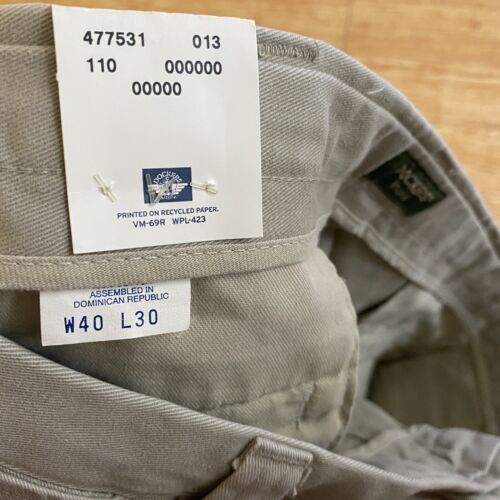 477531 013
110 000000
00000
DOCKERS
PRINTED ON RECYCLED PAPER.
VM-69R WPL-423
ASSEMBLED IN
DOMINICAN REPUBLIC
W40 L30